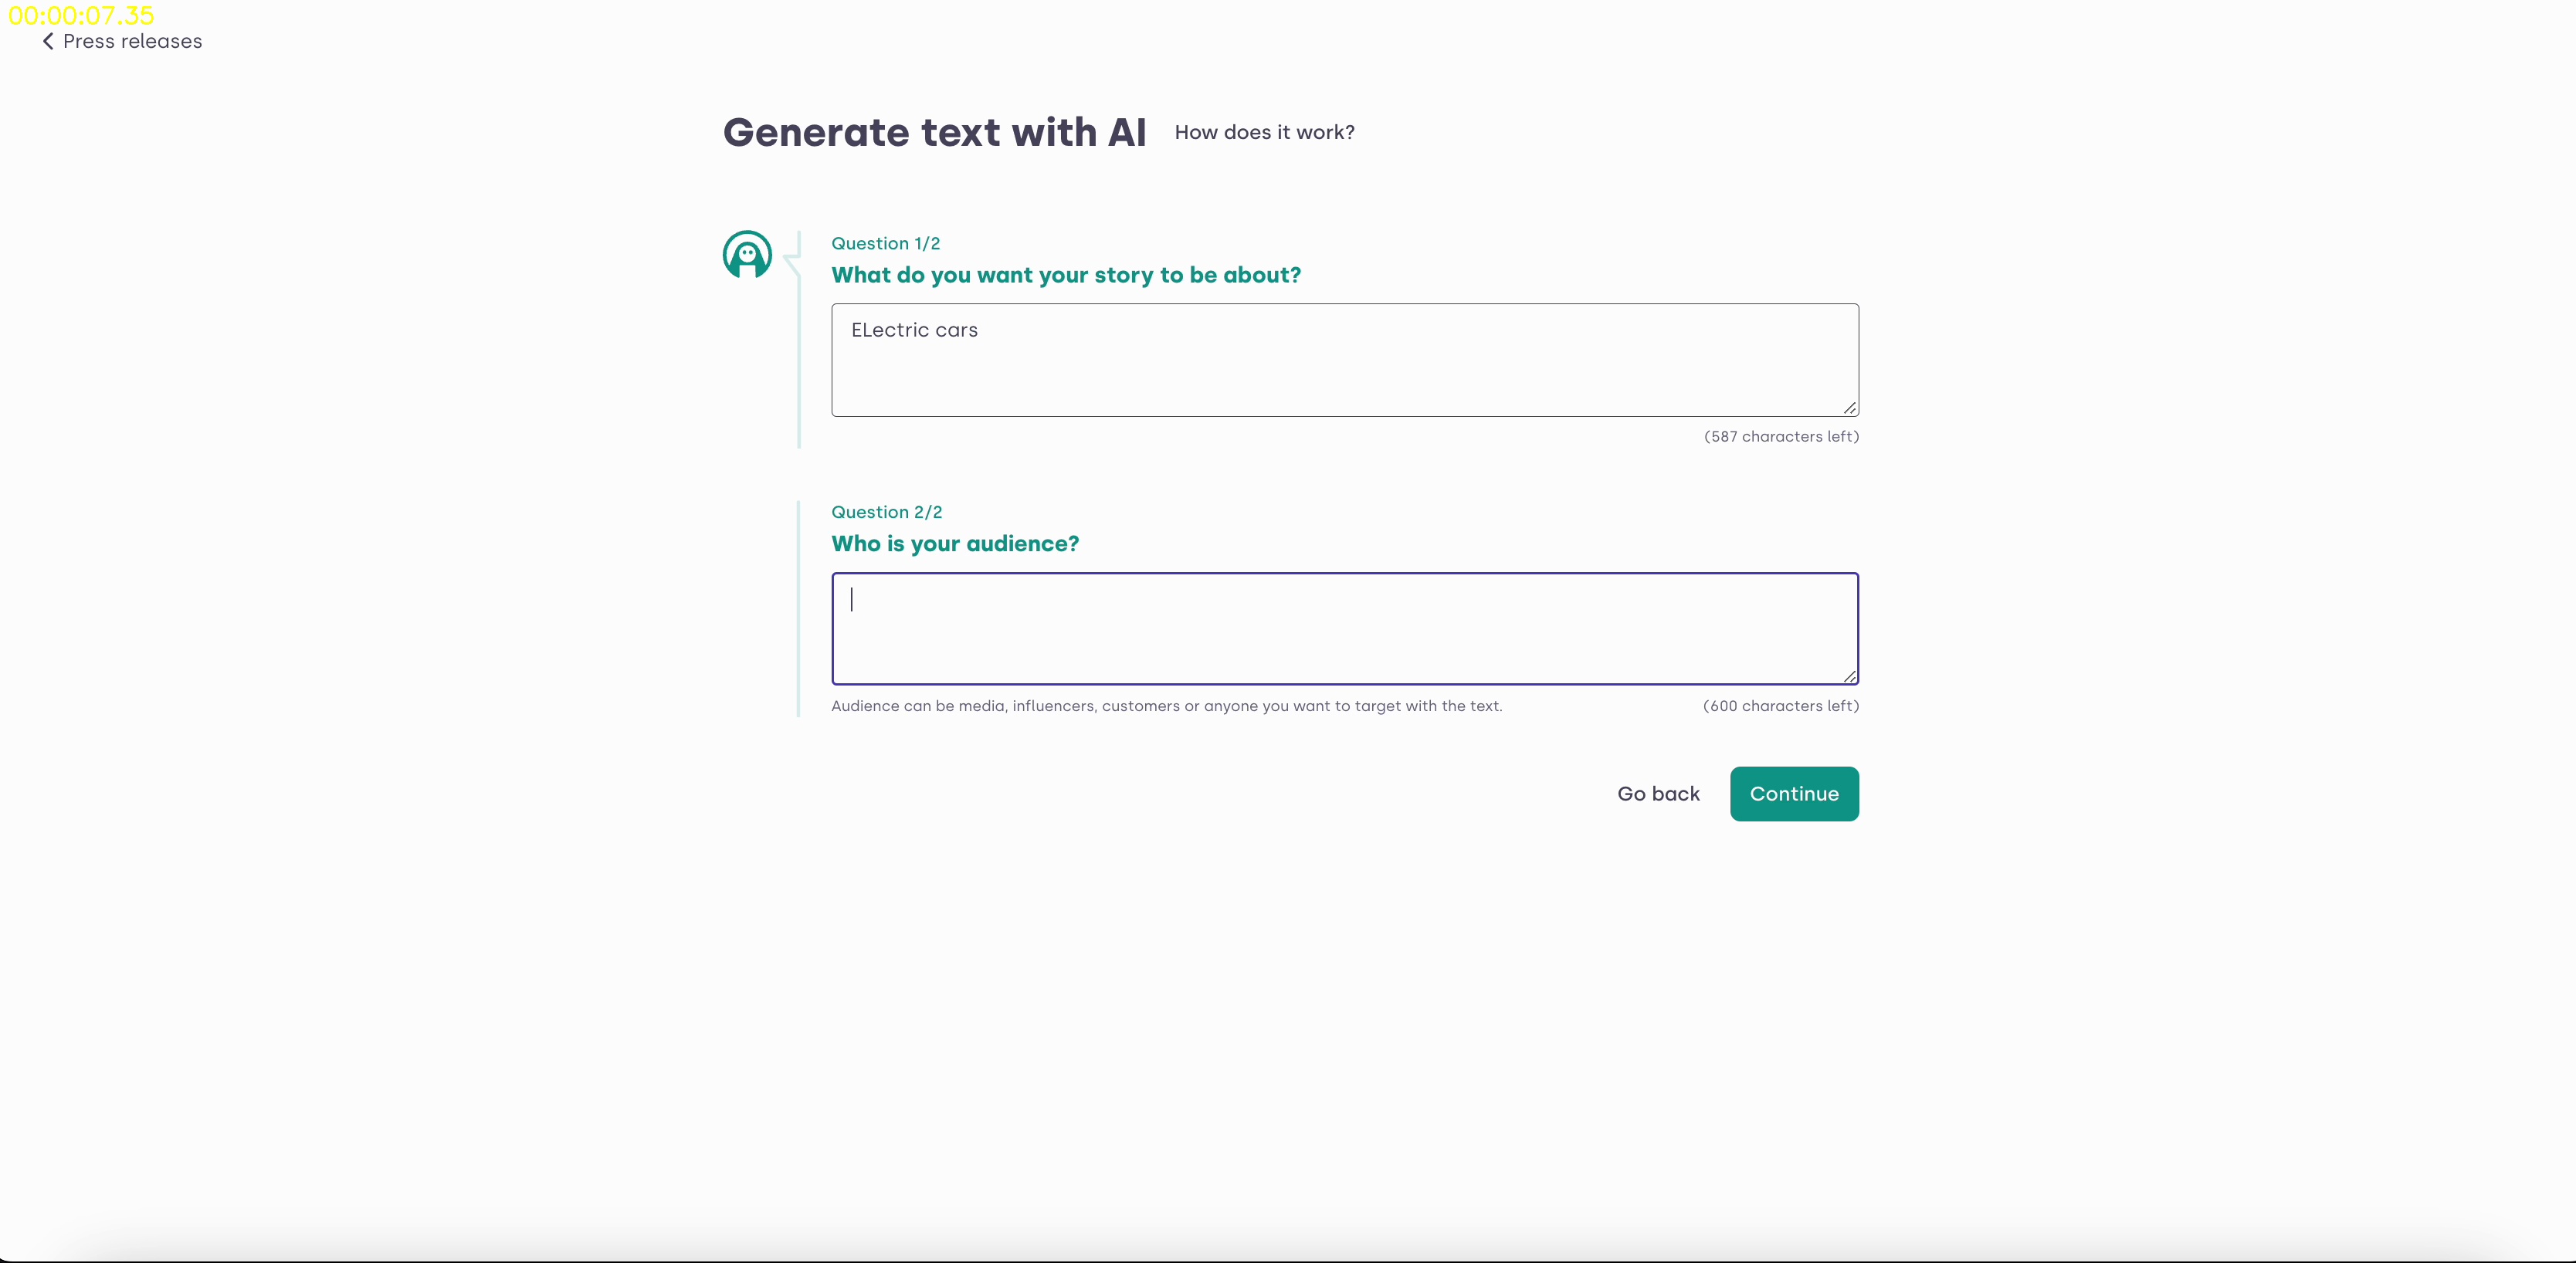 00:00:07.35
Press releases
Generate text with AI
How does it work?
Question 1/2
What do you want your story to be about?
ELectric cars
(587 characters left)
Question 2/2
Who is your audience?
Audience can be media, influencers, customers or anyone you want to target with the text.
(600 characters left)
Go back
Continue